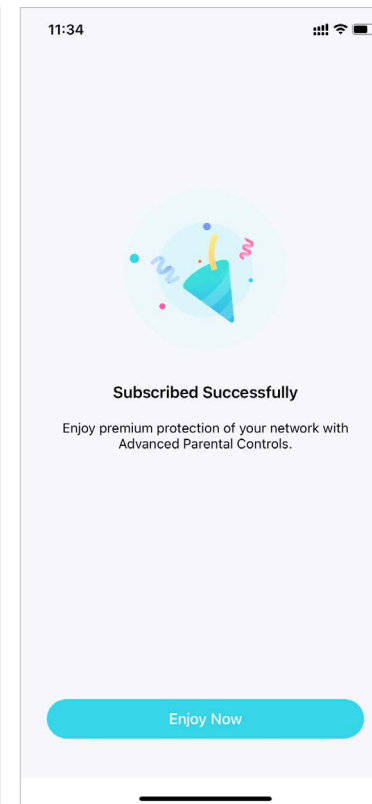 11:34
Subscribed Successfully
Enjoy premium protection of your network with
Advanced Parental Controls.
Enjoy Now